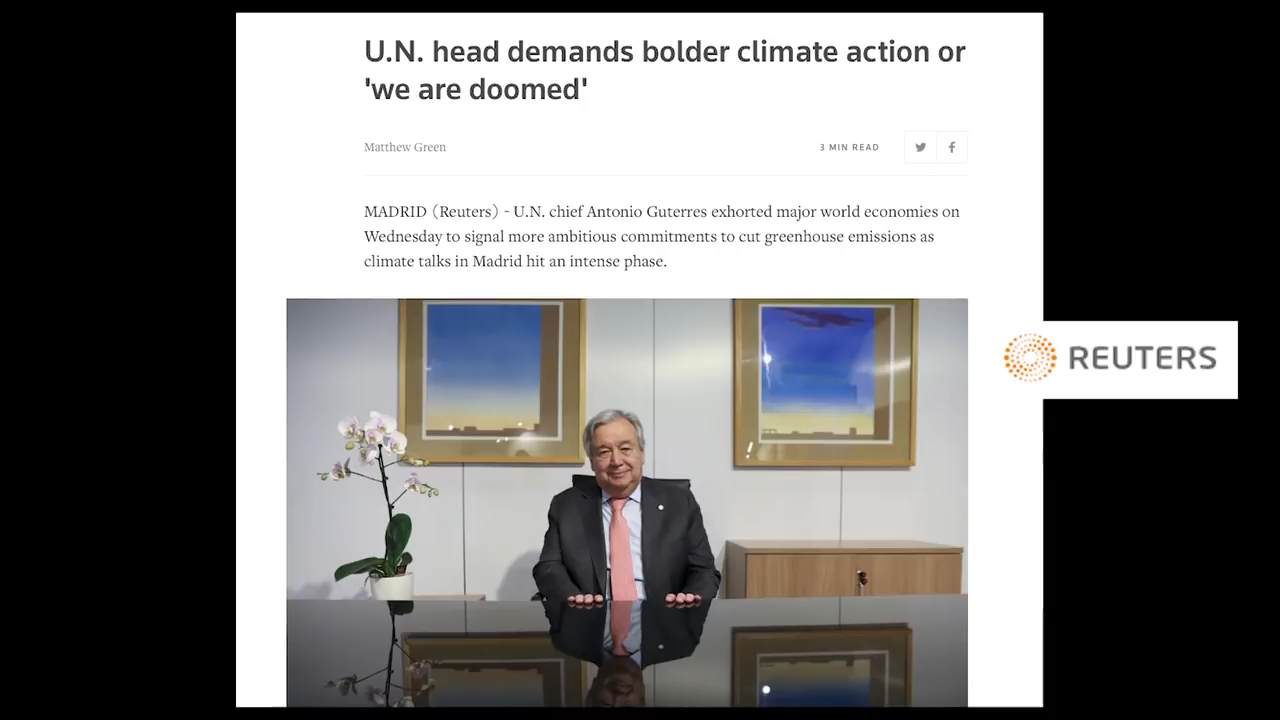 U.N. head demands bolder climate action or
'we are doomed'
Matthew Green
3 MIN READ
MADRID (Reuters) - U.N. chief Antonio Guterres exhorted major world economies on
Wednesday to signal more ambitious commitments to cut greenhouse emissions as
climate talks in Madrid hit an intense phase.
REUTERS